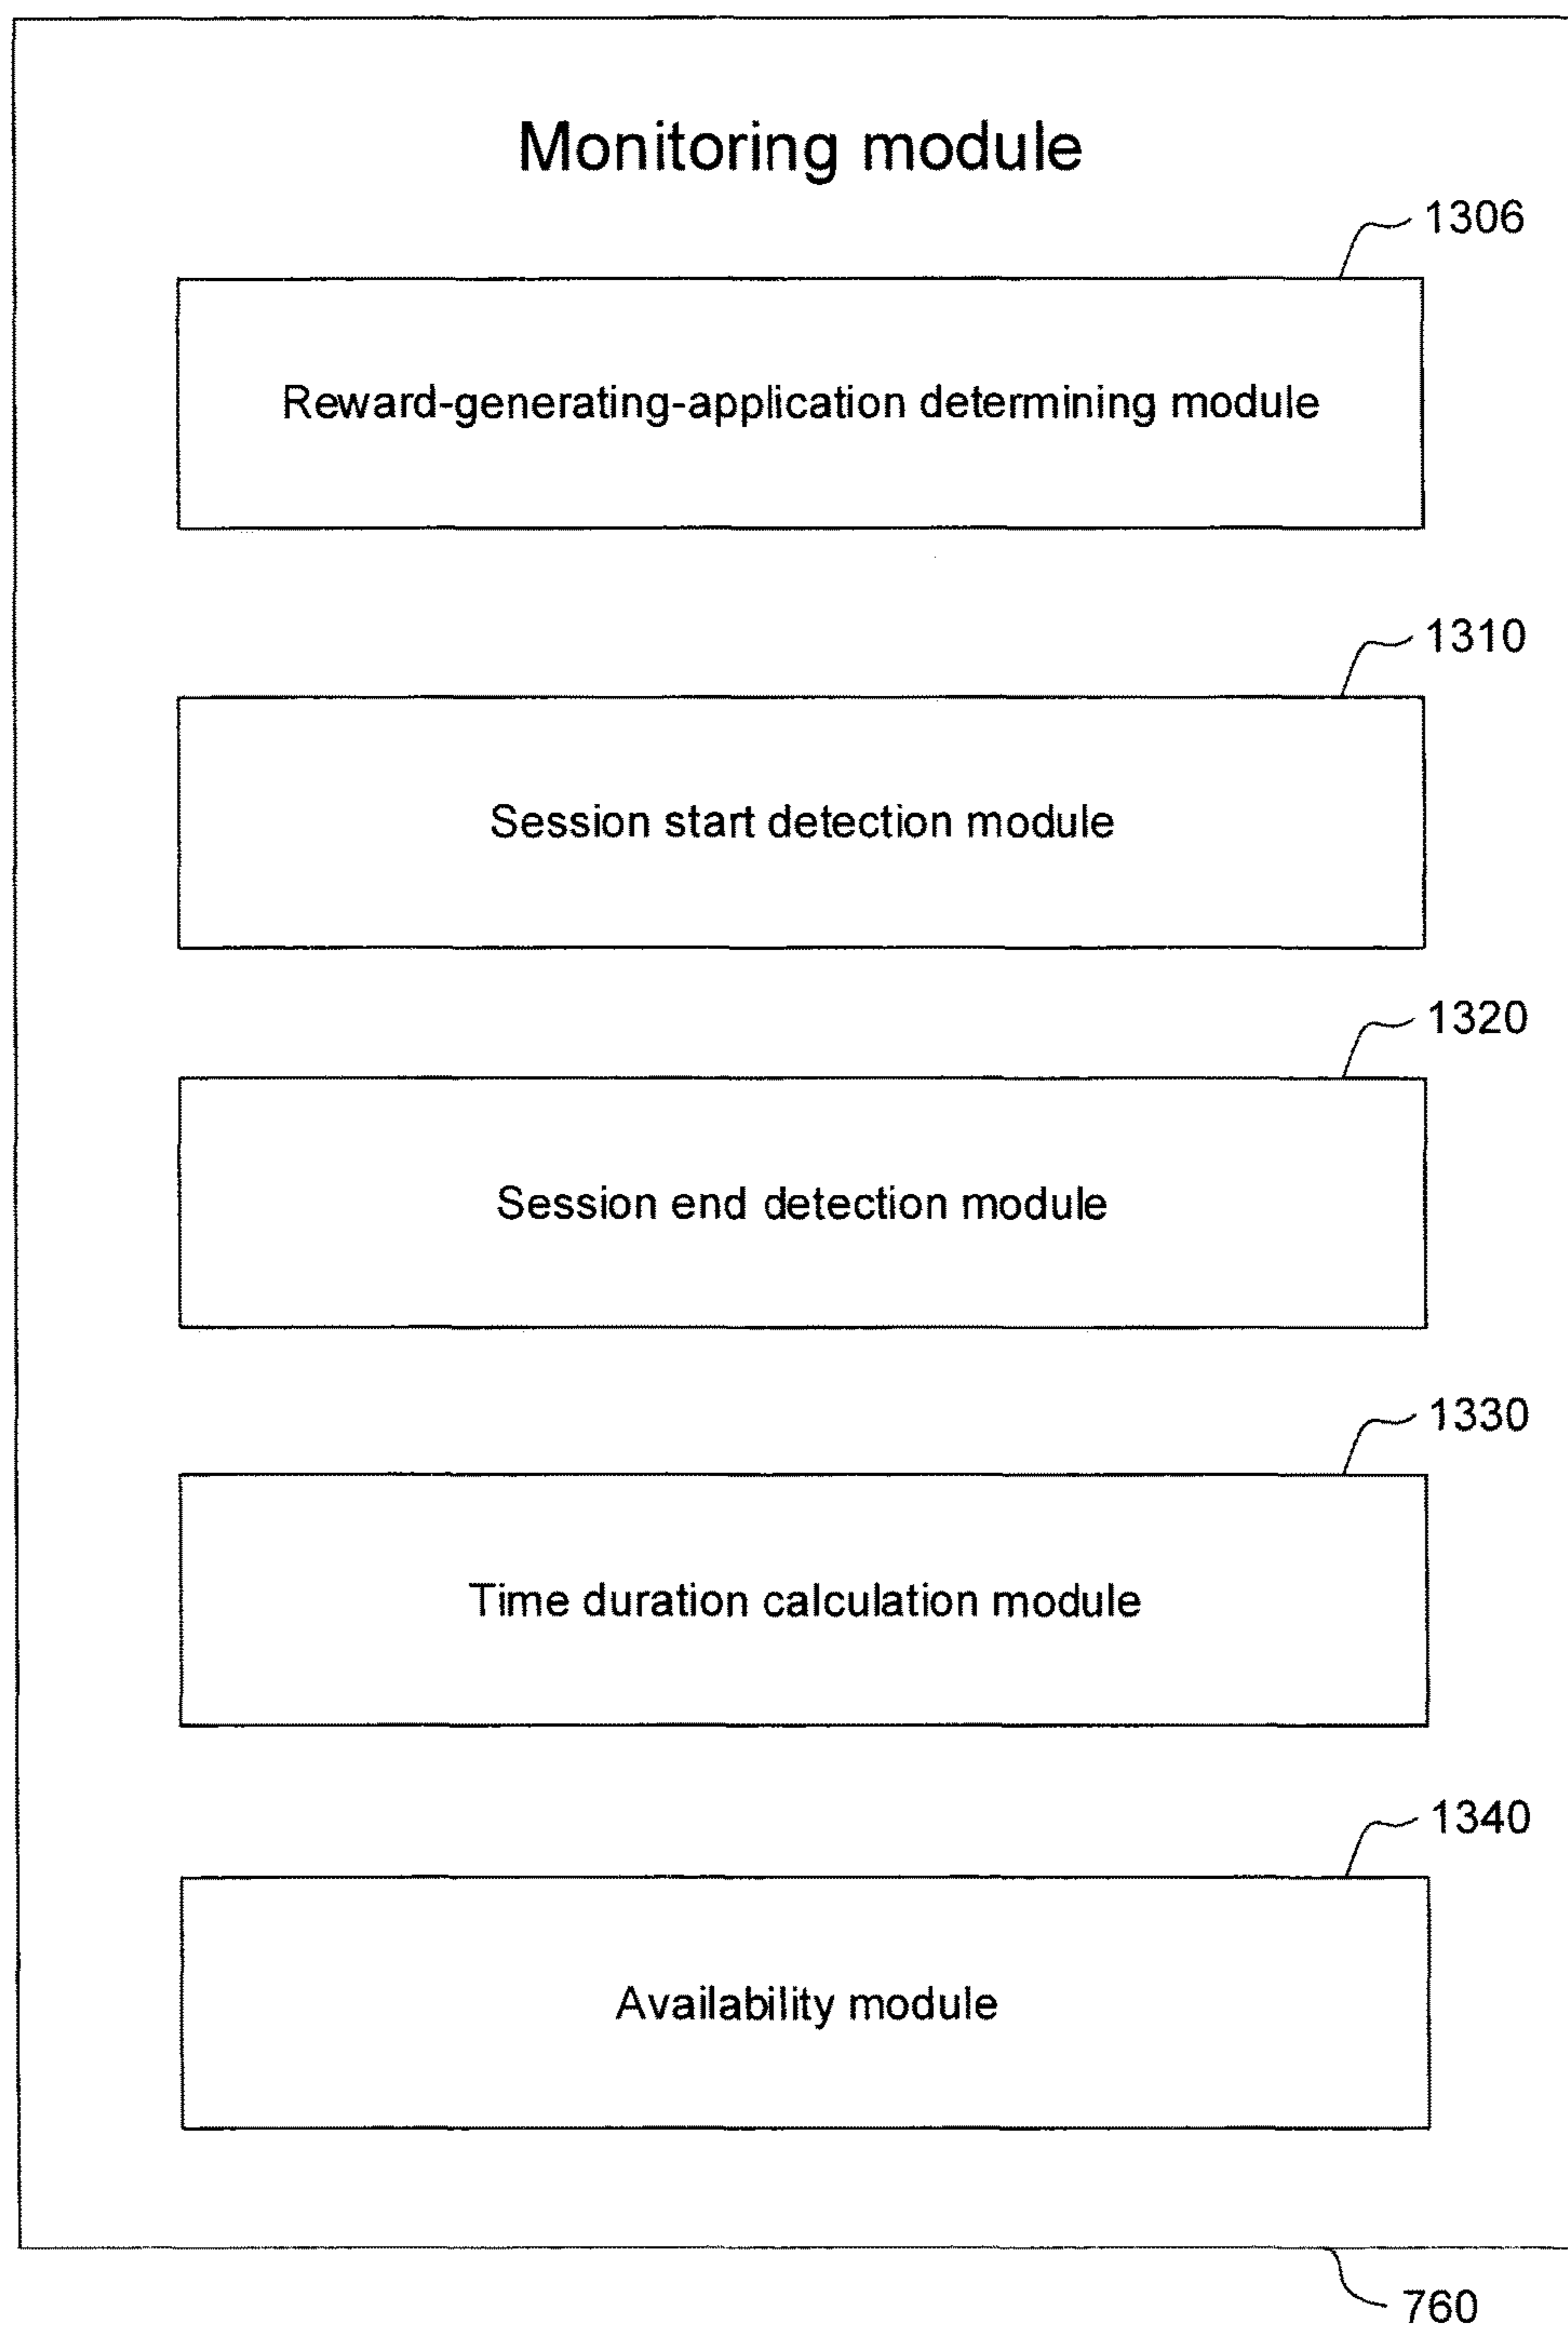 Monitoring module
1306
Reward-generating-application determining module
1310
Session start detection module
1320
Session end detection module
1330
Time duration calculation module
1340
Availability module
760